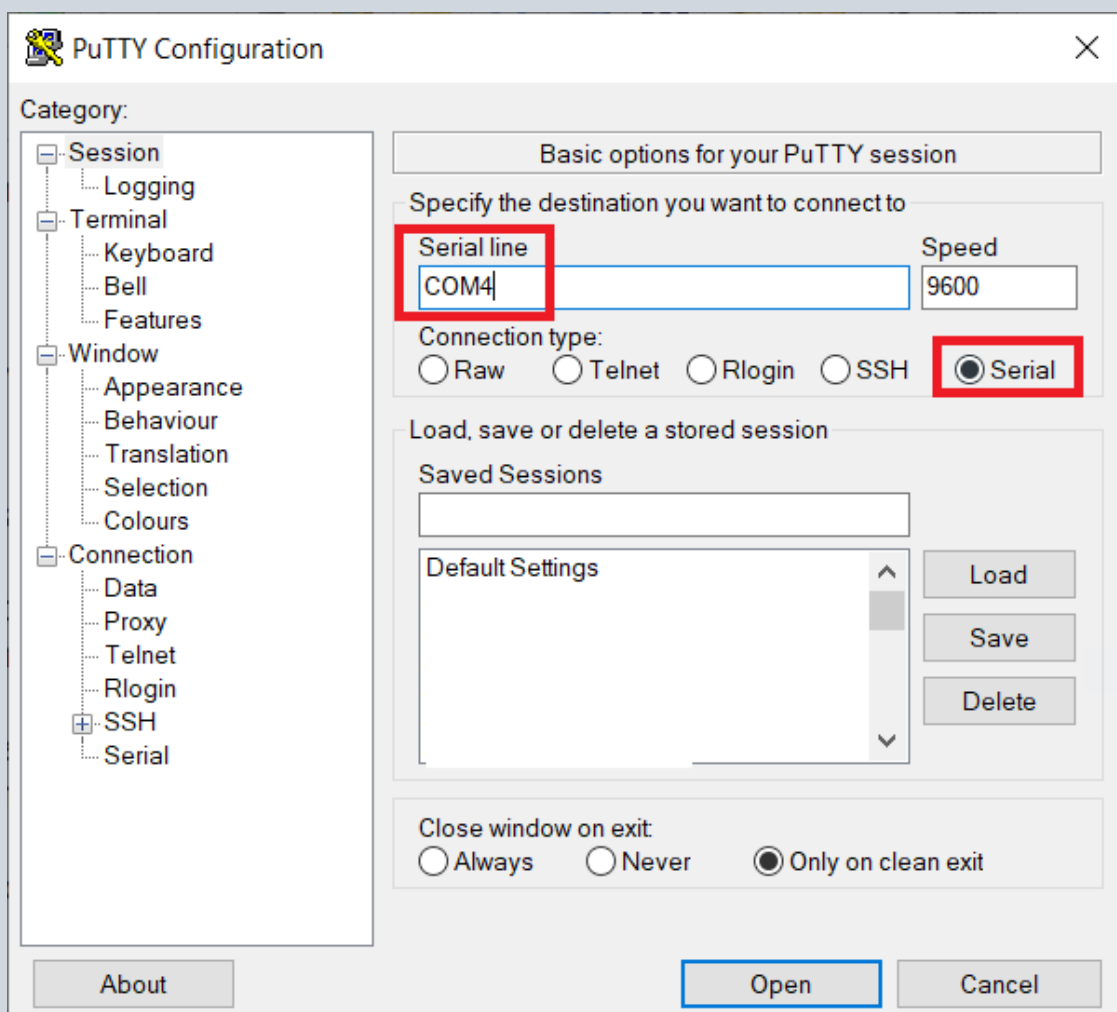 PuTTY Configuration
Category:
Session
Logging
Terminal
Keyboard
Bell
Features
Window
Appearance
Behaviour
Translation
Selection
Colours
Connection
Data
Proxy
Telnet
Rlogin
SSH
Serial
Basic options for your PuTTY session
Specify the destination you want to connect to
Serial line Speed
COM4 9600
Connection type:
Raw Telnet Rlogin SSH Serial
Load, save or delete a stored session
Saved Sessions
Default Settings
Load
Save
Delete
Close window on exit:
Always Never Only on clean exit
About Open Cancel